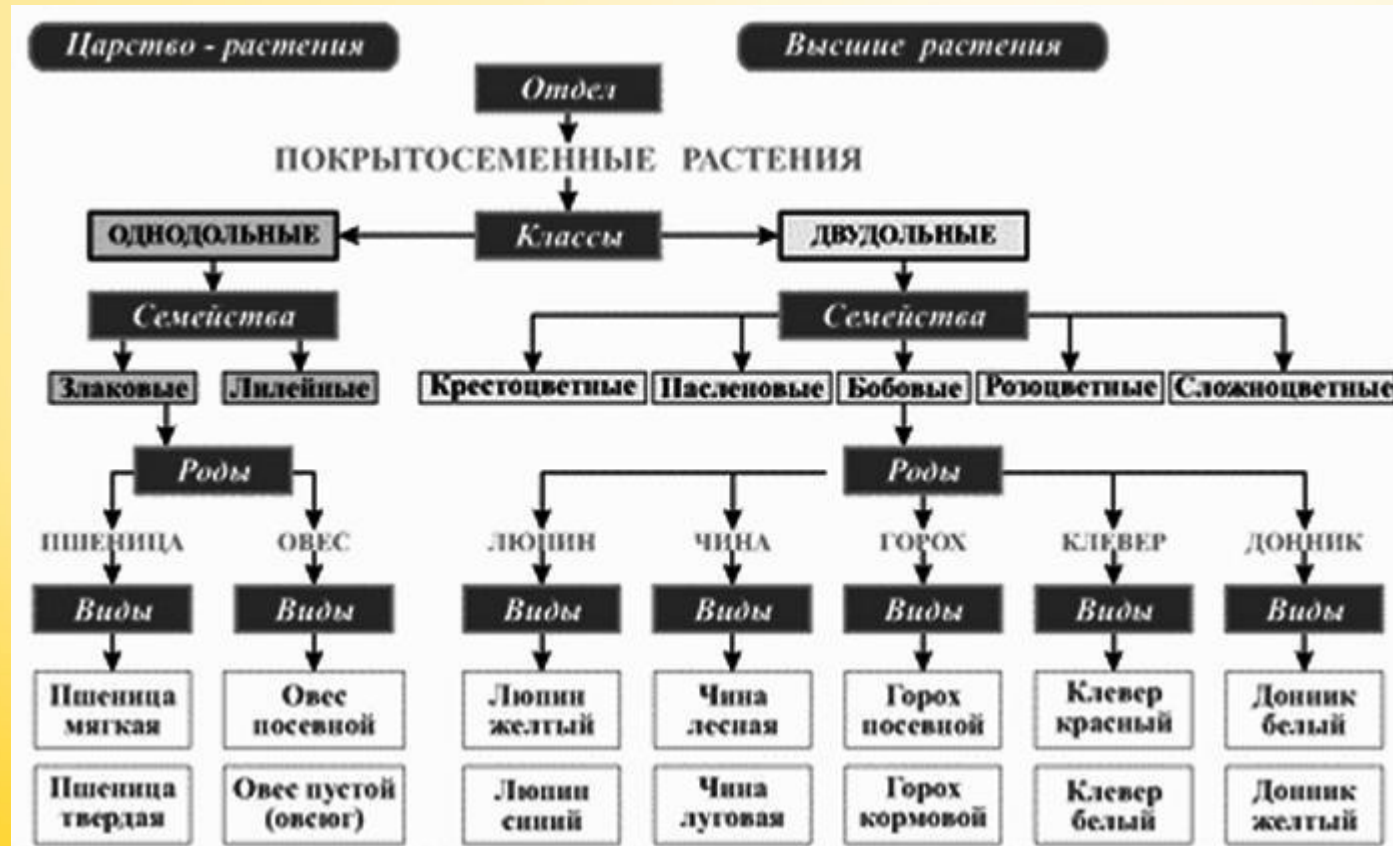 Царство - растения
Высшие растения
Отдел
ПОКРЫТОСЕМЕННЫЕ РАСТЕНИЯ
ОДНОДОЛЬНЫЕ
Классы
ДВУДОЛЬНЫЕ
Семейства
Семейства
Злаковые
Лилейные
Крестоцветные
Пасленовые
Бобовые
Розоцветные
Сложноцветные
Роды
Роды
ПШЕНИЦА
ОВЕС
ЛЮПИН
ЧИНА
ГОРОХ
КЛЕВЕР
ДОННИК
Виды
Виды
Виды
Виды
Виды
Виды
Виды
Пшеница
мягкая
Овес
посевной
Люпин
желтый
Чина
лесная
Горох
посевной
Клевер
красный
Донник
белый
Пшеница
твердая
Овес пустой
(овсюг)
Люпин
синий
Чина
луговая
Горох
кормовой
Клевер
белый
Донник
желтый